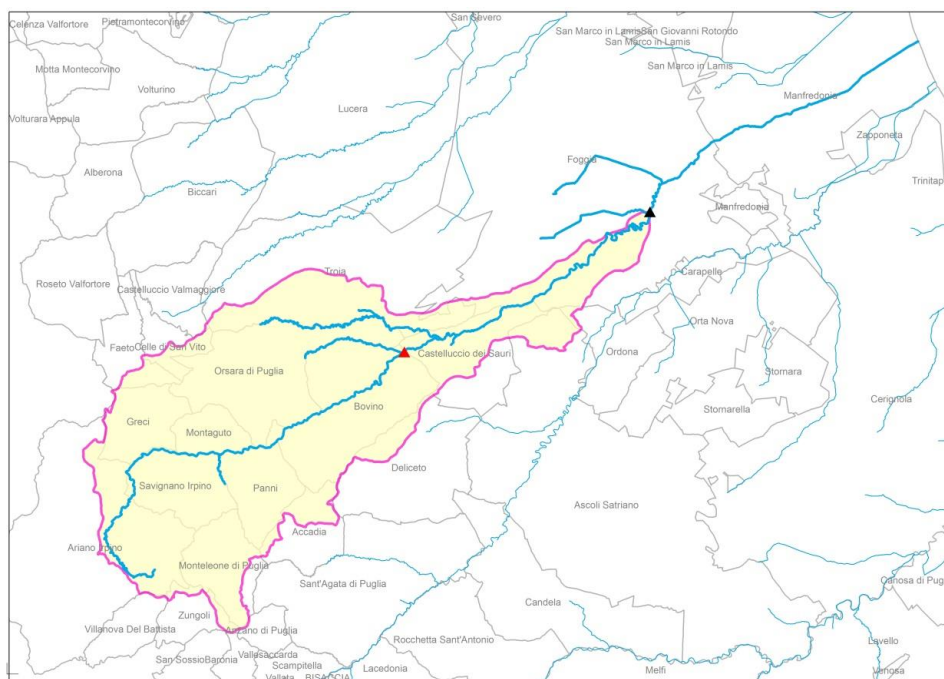 Celenza Valfortore
Pietramontecorvino
San Severo
San Marco in Lamis
San Giovanni Rotondo
San Marco in Lamis
San Marco in Lamis
Motta Montecorvino
Volturino
Manfredonia
Lucera
Volturara Appula
Zapponeta
Foggia
Alberona
Trinitap
Biccari
Manfredonia
Troia
Carapelle
Roseto Valfortore
Castelluccio Valmaggiore
Orta Nova
Faeto
Celle di San Vito
Castelluccio dei Sauri
Ordona
Orsara di Puglia
Stornara
Bovino
Cerignola
Stornarella
Greci
Montaguto
Deliceto
Savignano Irpino
Panni
Ascoli Satriano
Accadia
Ariano Irpino
Monteleone di Puglia
Sant'Agata di Puglia
Canosa di Pug
Candela
Zungoli
Villanova Del Battista
Anzano di Puglia
Rocchetta Sant'Antonio
Lavello
Vallesaccarda
San Sossio
Baronia
Scampitella
Lacedonia
Melfi
Venosa
Vallata
BISACCIA